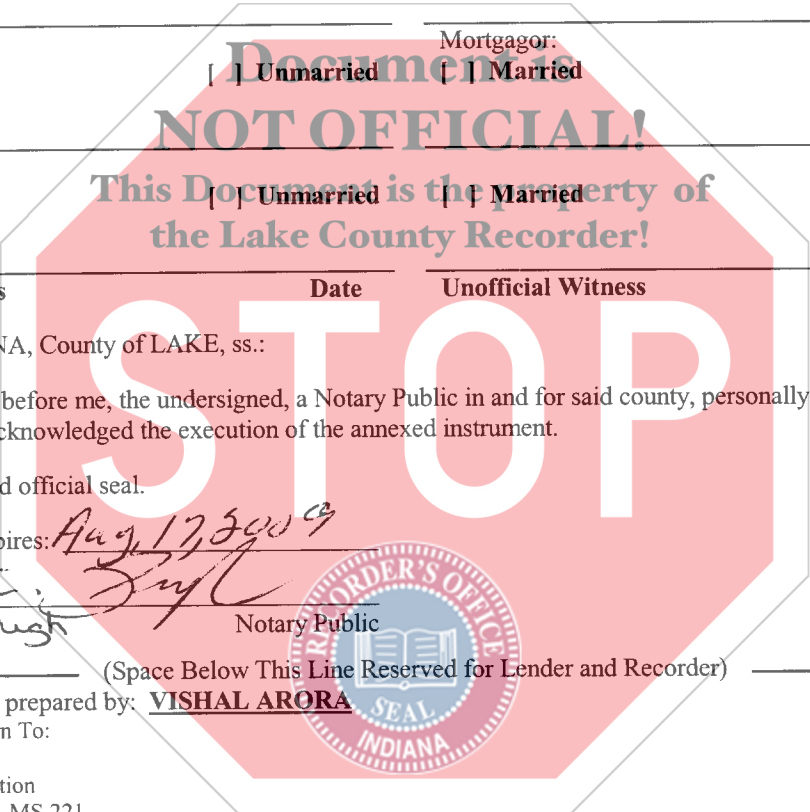 Mortgagor:
Document is
[ ] Unmarried [ ] Married
NOT OFFICIAL!
This Document is the property of
[ ] Unmarried [ ] Married
the Lake County Recorder!
s Date Unofficial Witness
STOP
NA, County of LAKE, ss.:
before me, the undersigned, a Notary Public in and for said county, personally
cknowledged the execution of the annexed instrument.
d official seal.
pires: Aug, 17, 2009
ugh
Notary Public
RECORDER'S OFFICE
SEAL
INDIANA
(Space Below This Line Reserved for Lender and Recorder)
prepared by: VISHAL ARORA
n To:
tion
MS 221